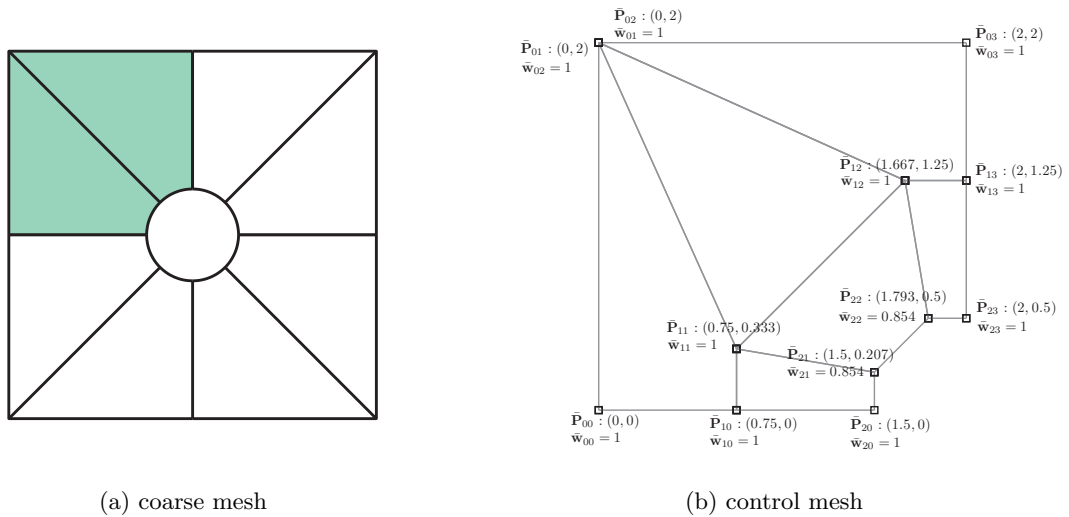 P̄₀₂ : (0, 2)
w̄₀₁ = 1
P̄₀₁ : (0, 2)
w̄₀₂ = 1
P̄₀₃ : (2, 2)
w̄₀₃ = 1
P̄₁₂ : (1.667, 1.25)
w̄₁₂ = 1
P̄₁₃ : (2, 1.25)
w̄₁₃ = 1
P̄₂₂ : (1.793, 0.5)
w̄₂₂ = 0.854
P̄₂₃ : (2, 0.5)
w̄₂₃ = 1
P̄₁₁ : (0.75, 0.333)
w̄₁₁ = 1
P̄₂₁ : (1.5, 0.207)
w̄₂₁ = 0.854
P̄₀₀ : (0, 0)
w̄₀₀ = 1
P̄₁₀ : (0.75, 0)
w̄₁₀ = 1
P̄₂₀ : (1.5, 0)
w̄₂₀ = 1
(a) coarse mesh
(b) control mesh